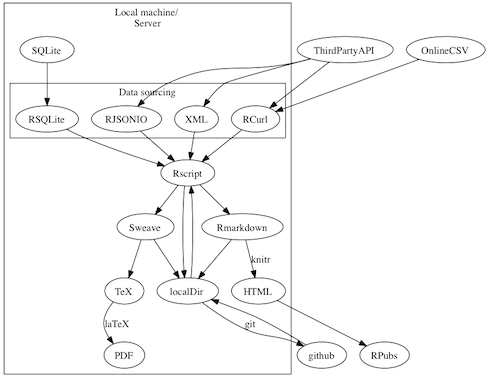 Local machine/
Server
SQLite
ThirdPartyAPI
OnlineCSV
Data sourcing
RSQLite
RJSONIO
XML
RCurl
Rscript
Sweave
Rmarkdown
knitr
TeX
localDir
HTML
laTeX
git
PDF
github
RPubs